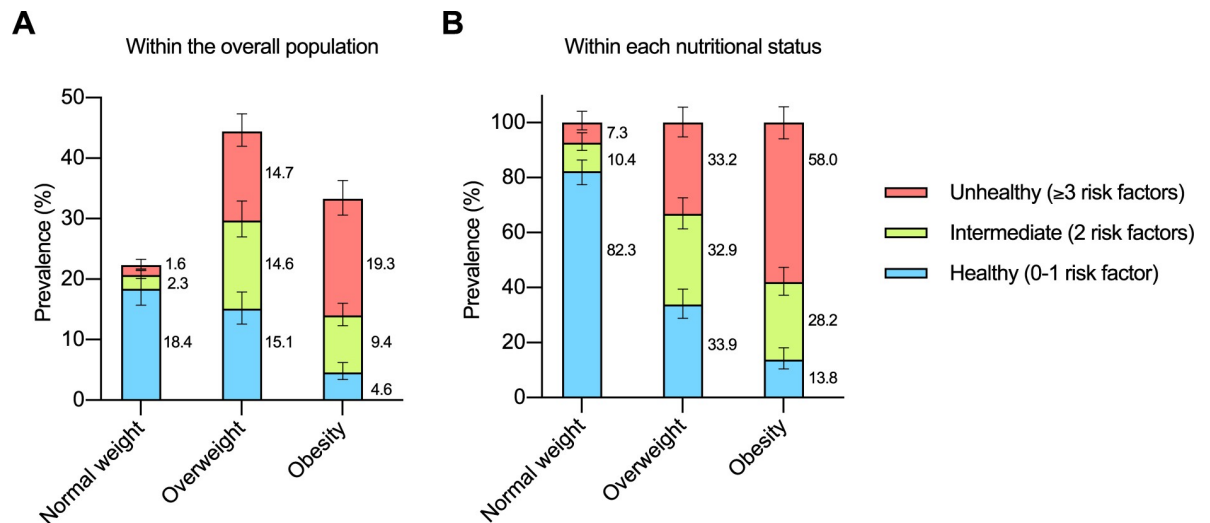 A
Within the overall population
Prevalence (%)
50
40
30
20
10
0
1.6
2.3
18.4
14.7
14.6
15.1
19.3
9.4
4.6
Normal weight
Overweight
Obesity
B
Within each nutritional status
Prevalence (%)
100
80
60
40
20
0
7.3
10.4
82.3
33.2
32.9
33.9
58.0
28.2
13.8
Normal weight
Overweight
Obesity
Unhealthy (≥3 risk factors)
Intermediate (2 risk factors)
Healthy (0-1 risk factor)